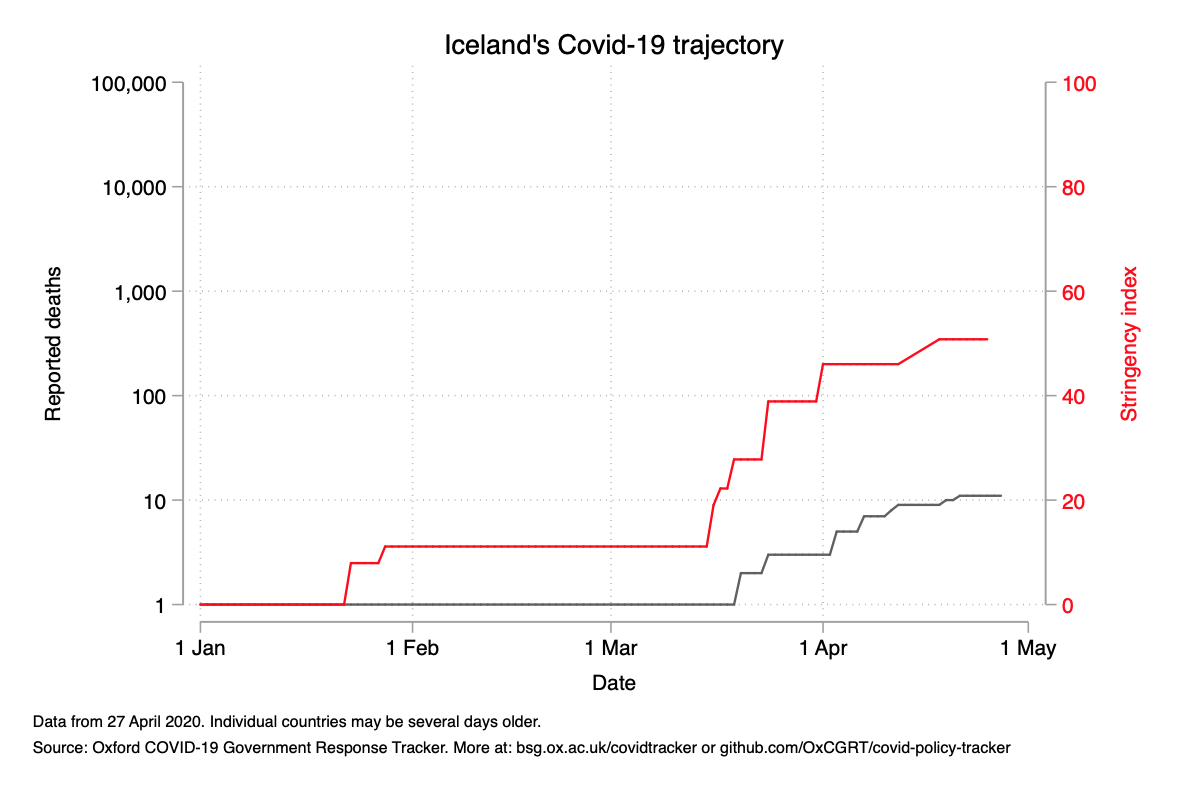 Iceland's Covid-19 trajectory
100,000
10,000
1,000
100
10
1
Reported deaths
100
80
60
40
20
0
Stringency index
1 Jan
1 Feb
1 Mar
1 Apr
1 May
Date
Data from 27 April 2020. Individual countries may be several days older.
Source: Oxford COVID-19 Government Response Tracker. More at: bsg.ox.ac.uk/covidtracker or github.com/OxCGRT/covid-policy-tracker